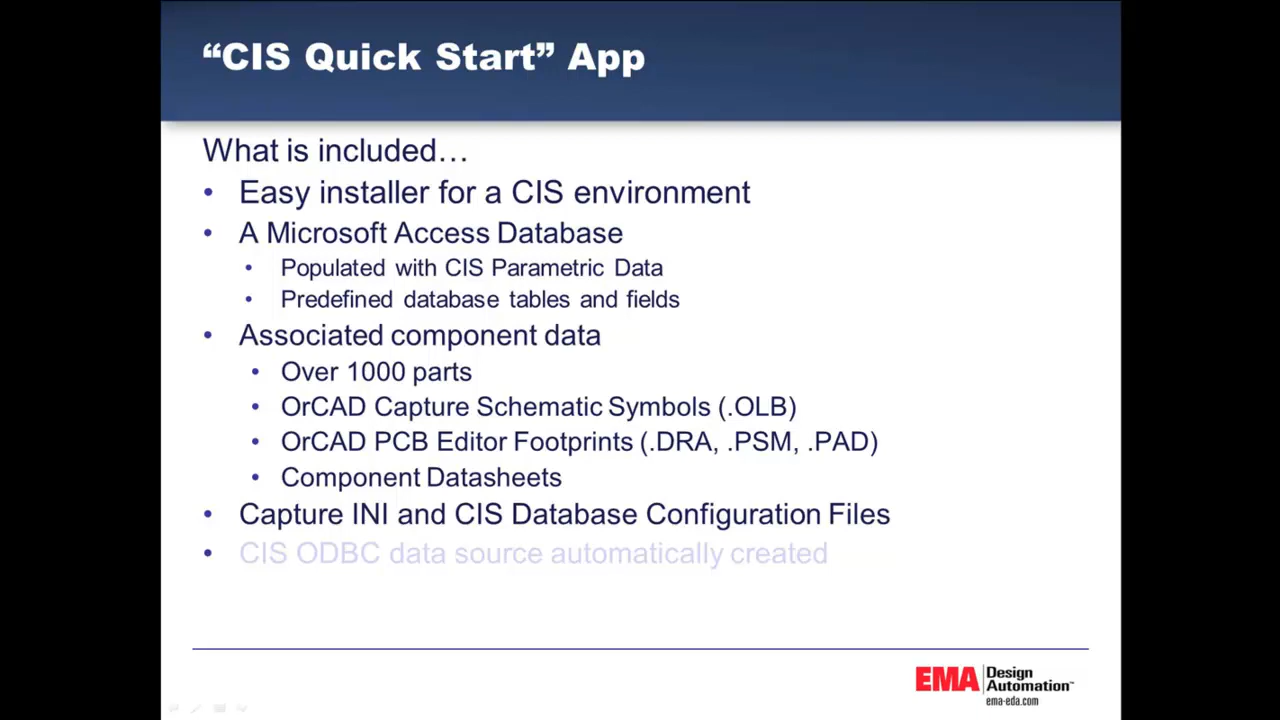 “CIS Quick Start” App
What is included…
• Easy installer for a CIS environment
• A Microsoft Access Database
• Populated with CIS Parametric Data
• Predefined database tables and fields
• Associated component data
• Over 1000 parts
• OrCAD Capture Schematic Symbols (.OLB)
• OrCAD PCB Editor Footprints (.DRA, .PSM, .PAD)
• Component Datasheets
• Capture INI and CIS Database Configuration Files
• CIS ODBC data source automatically created
EMA Design
Automation™
ema-eda.com